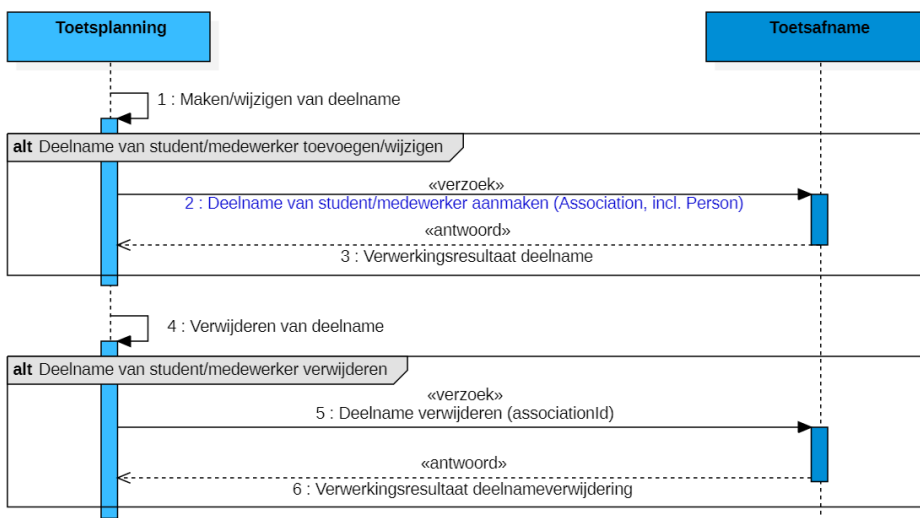 Toetsplanning
Toetsafname
1 : Maken/wijzigen van deelname
alt Deelname van student/medewerker toevoegen/wijzigen
«verzoek»
2 : Deelname van student/medewerker aanmaken (Association, incl. Person)
«antwoord»
3 : Verwerkingsresultaat deelname
4 : Verwijderen van deelname
alt Deelname van student/medewerker verwijderen
«verzoek»
5 : Deelname verwijderen (associationId)
«antwoord»
6 : Verwerkingsresultaat deelnameverwijdering